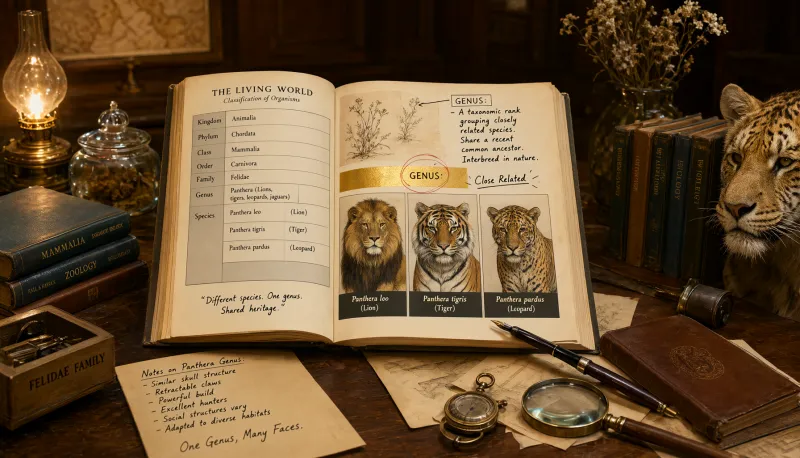 THE LIVING WORLD
Classification of Organisms
Kingdom Animalia
Phylum Chordata
Class Mammalia
Order Carnivora
Family Felidae
Genus Panthera (Lions,
tigers, leopards, jaguars)
Species Panthera leo (Lion)
Panthera tigris (Tiger)
Panthera pardus (Leopard)
"Different species. One genus.
Shared heritage."
GENUS:
- A taxonomic rank
grouping closely
related species.
Share a recent
common ancestor.
Interbreed in nature.
GENUS:
Close Related
Panthera loo
(Lion)
Panthera tigris
(Tiger)
Panthera pardus
(Leopard)
MAMMALIA
ZOOLOGY
FELIDAE FAMILY
Notes on Panthera Genus:
- Similar skull structure
- Retractable claws
- Powerful build
- Excellent hunters
- Social structures vary
- Adapted to diverse habitats
One Genus, Many Faces.